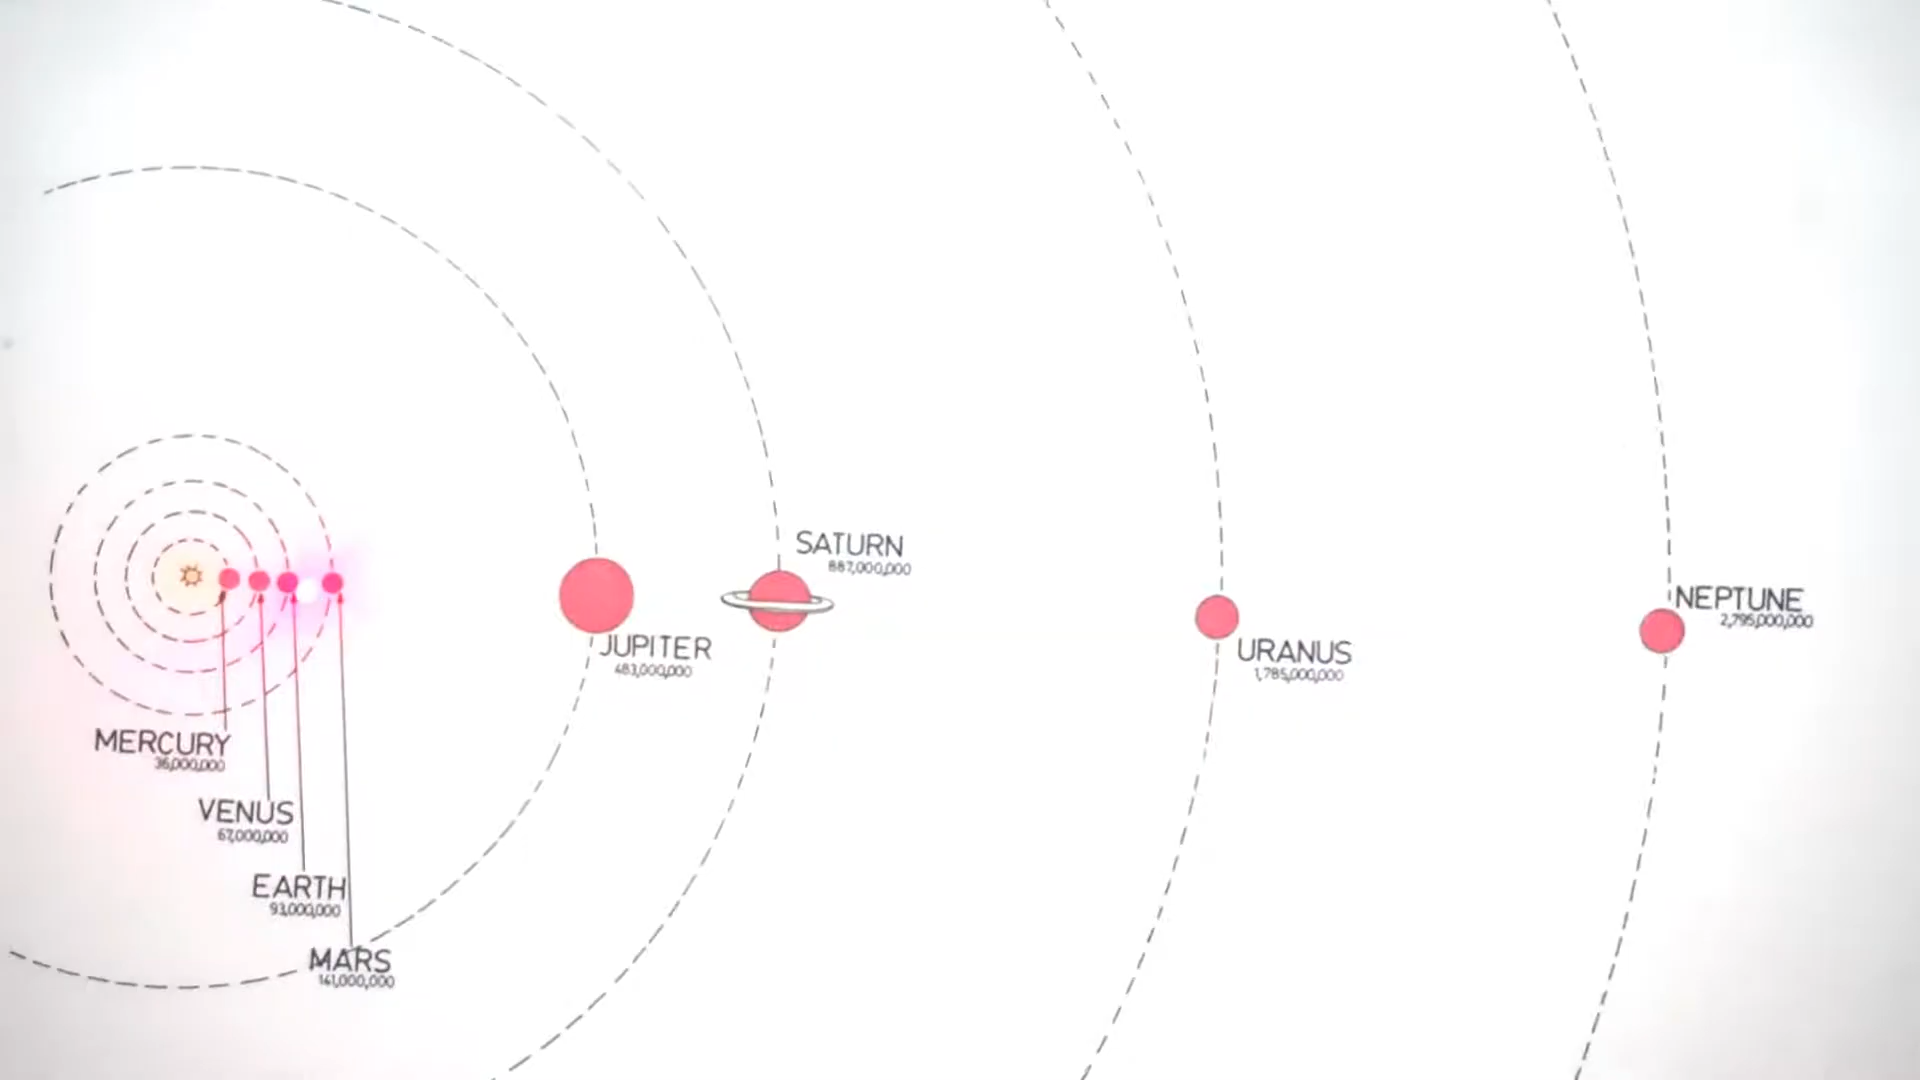 SATURN
887,000,000
NEPTUNE
2,795,000,000
JUPITER
483,000,000
URANUS
1,785,000,000
MERCURY
36,000,000
VENUS
67,000,000
EARTH
93,000,000
MARS
141,000,000